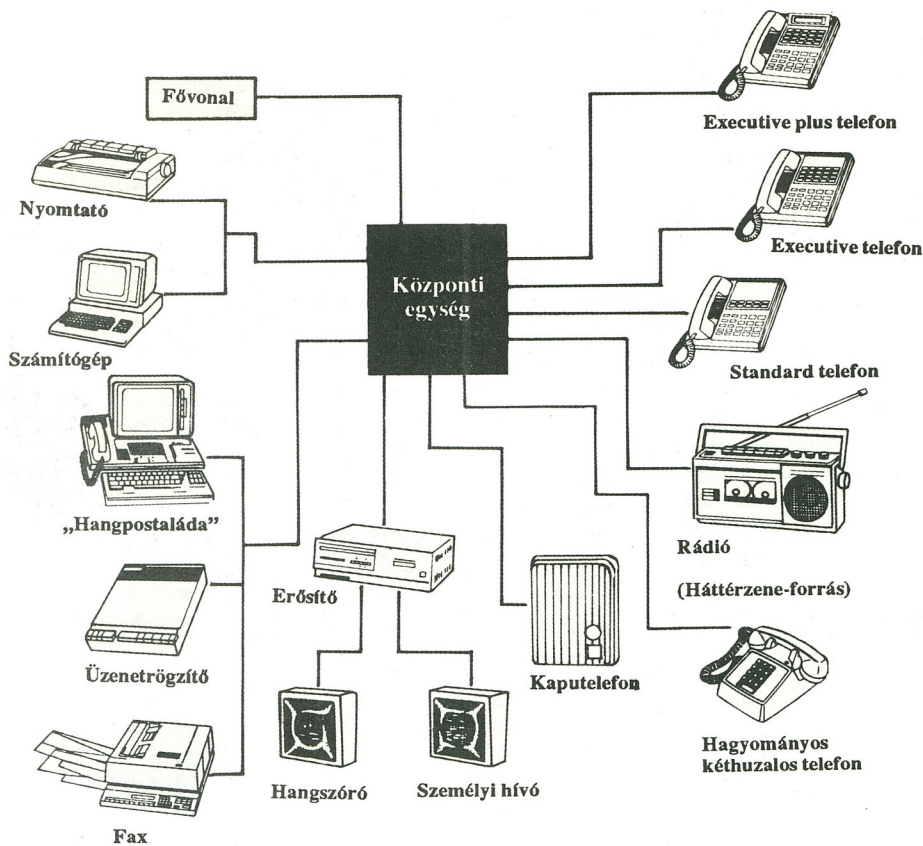 Fővonal
Executive plus telefon
Nyomtató
Executive telefon
Központi
egység
Számítógép
Standard telefon
„Hangpostaláda”
Rádió
(Háttérzene-forrás)
Erősítő
Üzenetrögzítő
Kaputelefon
Hagyományos
kéthuzalos telefon
Hangszóró
Személyi hívó
Fax